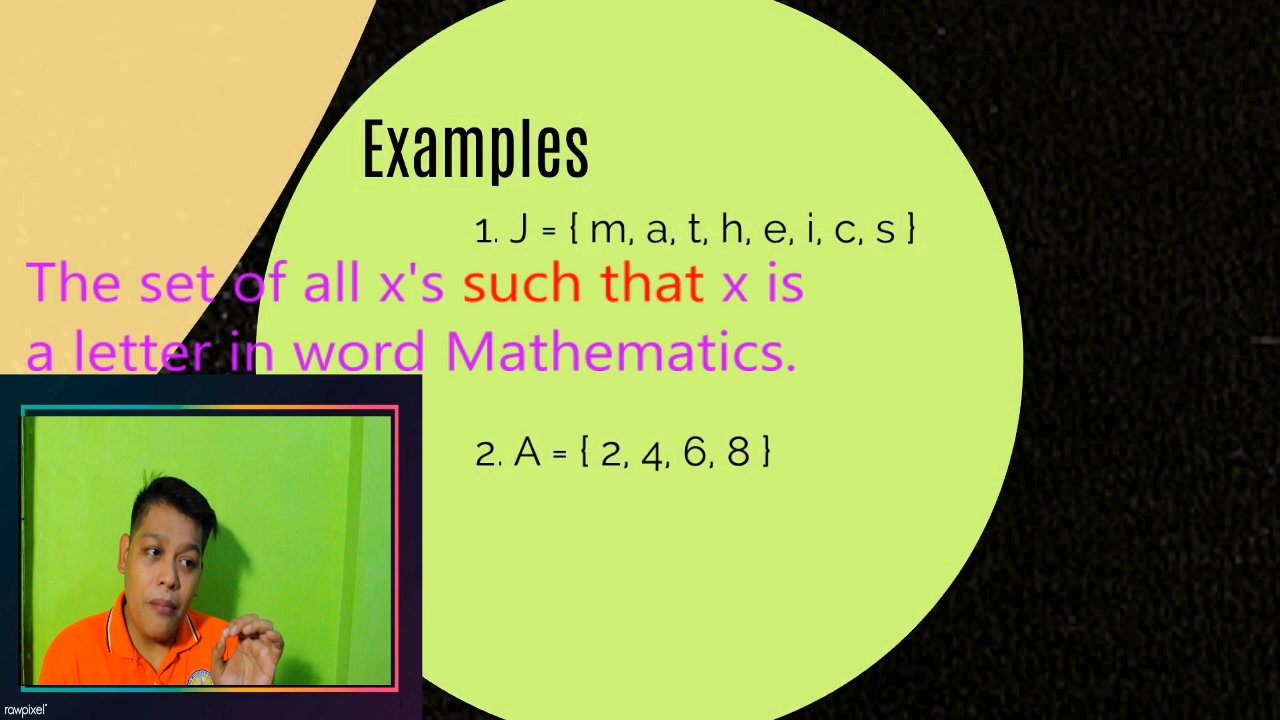 Examples
1. J = { m, a, t, h, e, i, c, s }
The set of all x's such that x is
a letter in word Mathematics.
2. A = { 2, 4, 6, 8 }
rawpixel